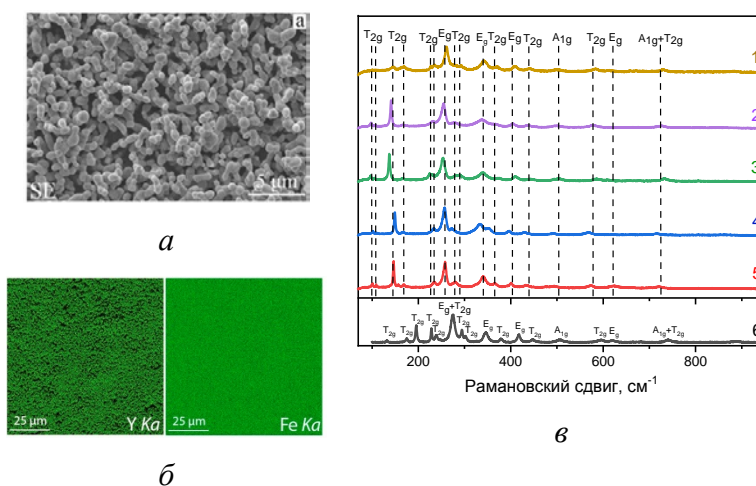 a
SE
5 µm
а
25 µm
Y Ka
25 µm
Fe Ka
б
T2g T2g T2g Eg T2g Eg T2g Eg T2g A1g T2g Eg A1g+T2g
1
2
3
4
5
6
Eg+T2g
T2g T2g T2g T2g T2g T2g Eg T2g Eg T2g A1g T2g Eg A1g+T2g
200 400 600 800
Рамановский сдвиг, см-1
в